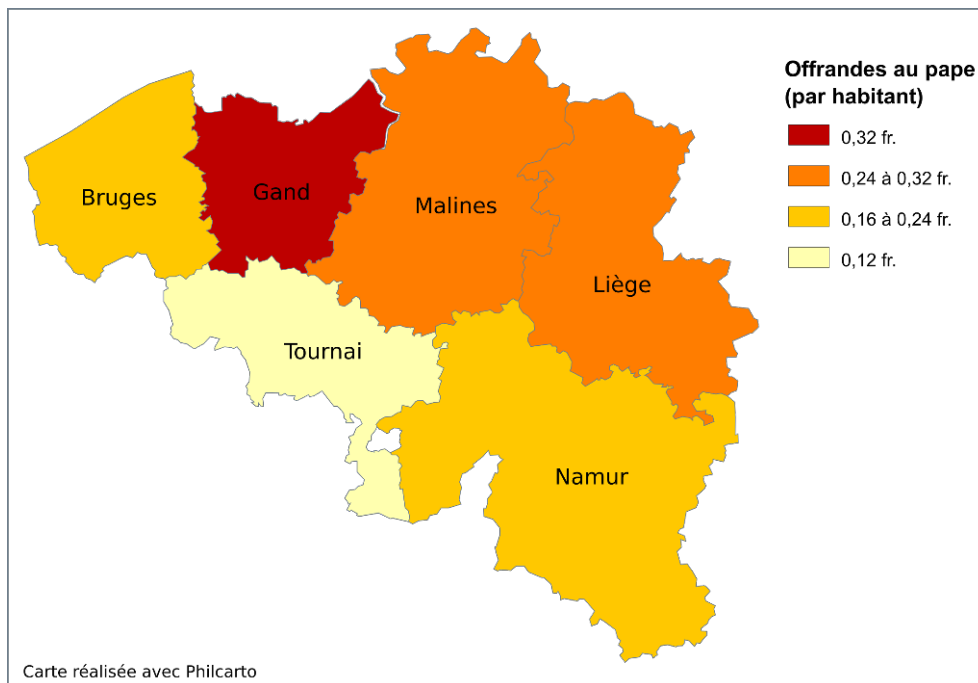 Offrandes au pape
(par habitant)
0,32 fr.
0,24 à 0,32 fr.
0,16 à 0,24 fr.
0,12 fr.
Bruges
Gand
Malines
Liège
Tournai
Namur
Carte réalisée avec Philcarto